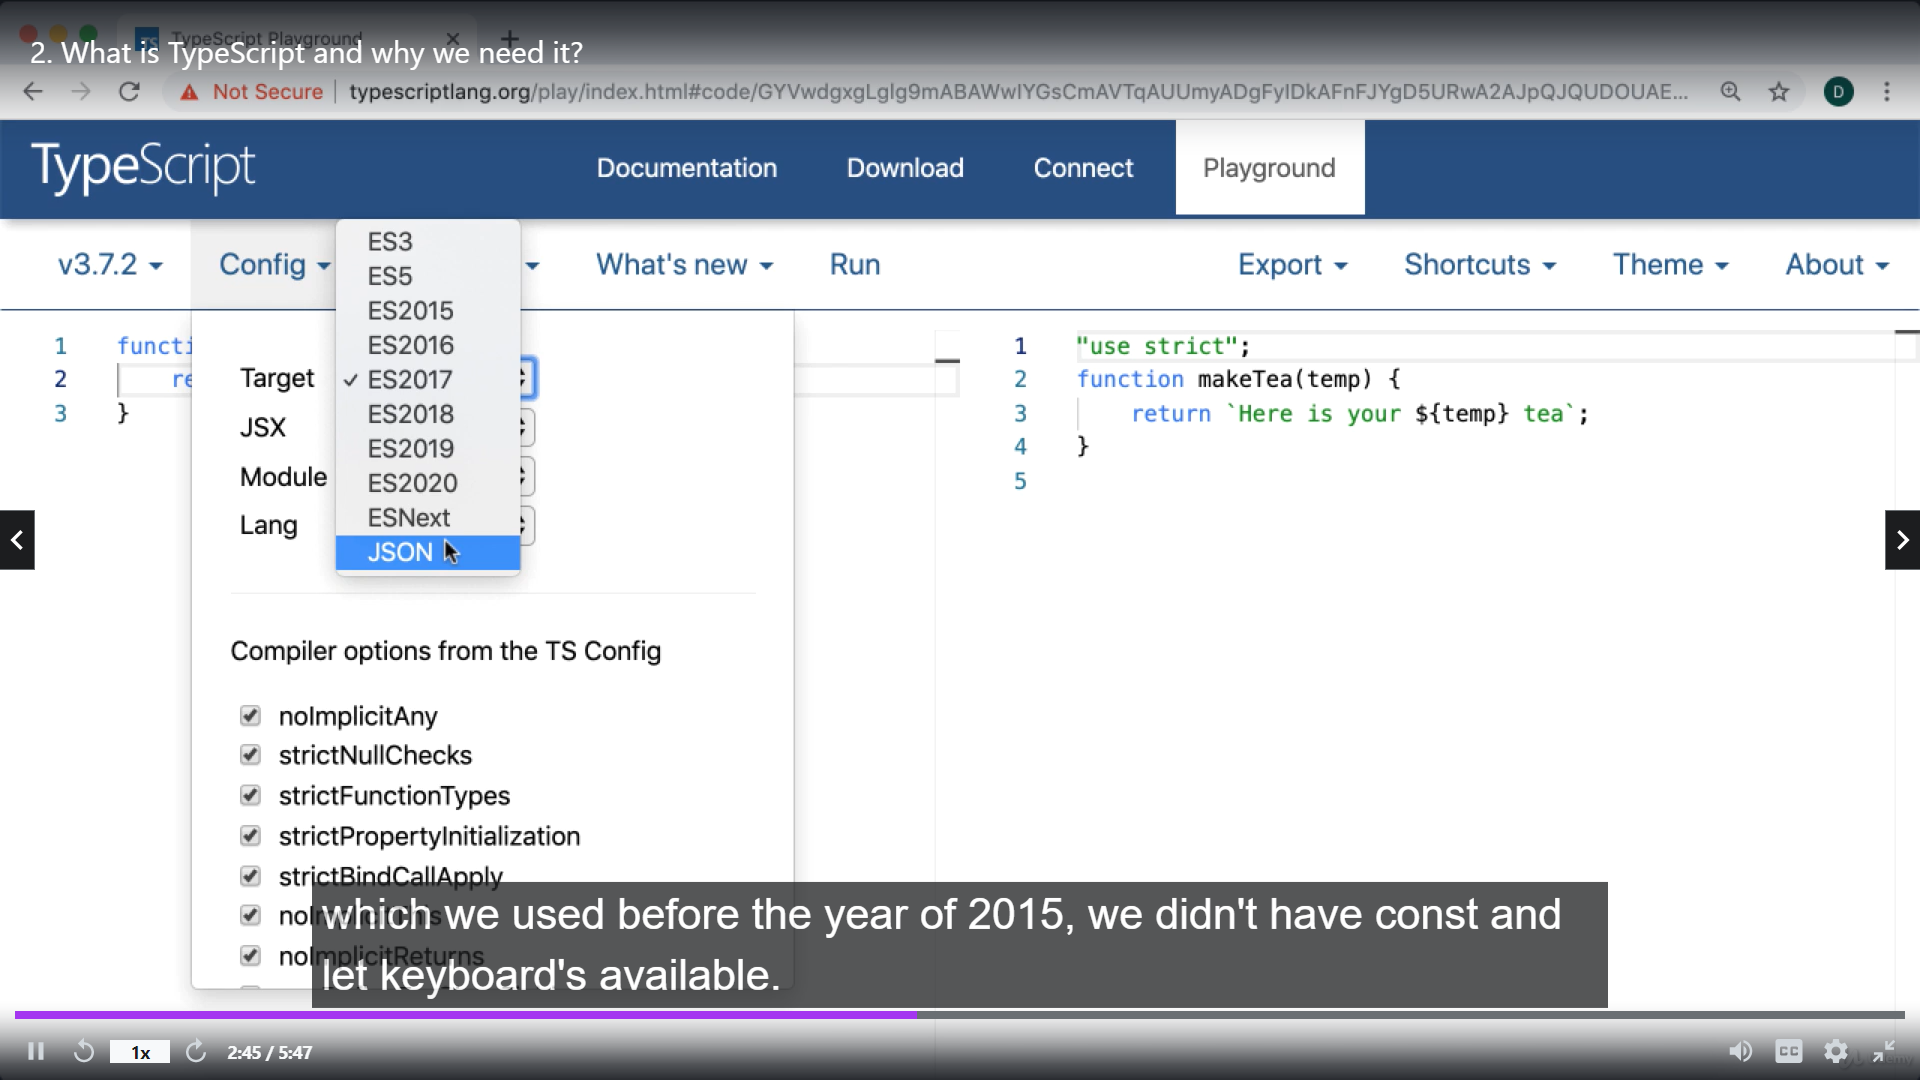 TypeScript Playground
2. What is TypeScript and why we need it?
Not Secure
typescriptlang.org/play/index.html#code/GYVwdgxgLglg9mABAWwIYGsCmAVTqAUUmyADgFyIDkAFnFJYgD5URwA2AJpQJQUDOUAE...
D
TypeScript
Documentation
Download
Connect
Playground
v3.7.2
Config
What's new
Run
Export
Shortcuts
Theme
About
ES3
ES5
ES2015
ES2016
ES2017
ES2018
ES2019
ES2020
ESNext
JSON
1 functi
2 re
3 }
Target
JSX
Module
Lang
1 "use strict";
2 function makeTea(temp) {
3 return `Here is your ${temp} tea`;
4 }
5
Compiler options from the TS Config
noImplicitAny
strictNullChecks
strictFunctionTypes
strictPropertyInitialization
strictBindCallApply
noImplicitThis
noImplicitReturns
which we used before the year of 2015, we didn't have const and
let keyboard's available.
1x
2:45 / 5:47
CC